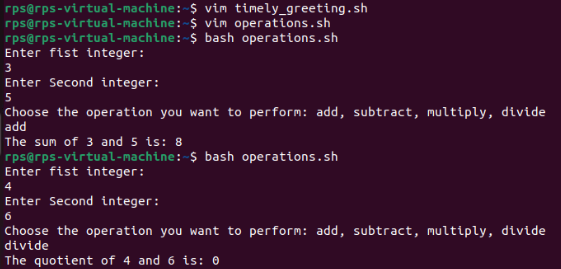 rps@rps-virtual-machine:~$ vim timely_greeting.sh
rps@rps-virtual-machine:~$ vim operations.sh
rps@rps-virtual-machine:~$ bash operations.sh
Enter fist integer:
3
Enter Second integer:
5
Choose the operation you want to perform: add, subtract, multiply, divide
add
The sum of 3 and 5 is: 8
rps@rps-virtual-machine:~$ bash operations.sh
Enter fist integer:
4
Enter Second integer:
6
Choose the operation you want to perform: add, subtract, multiply, divide
divide
The quotient of 4 and 6 is: 0